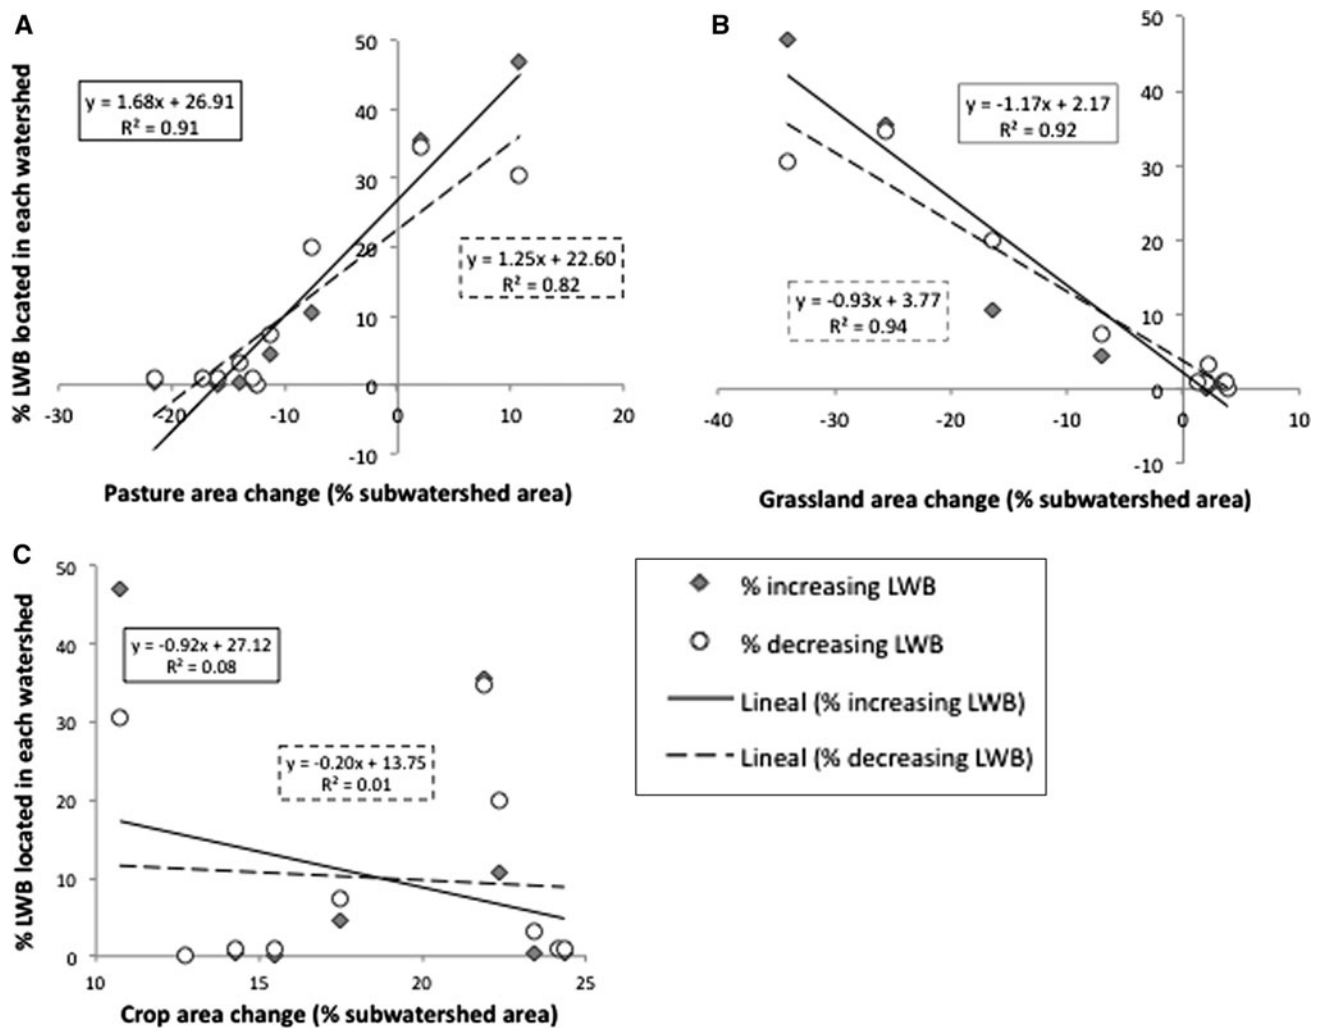 A
% LWB located in each watershed
50
40
30
20
10
0
-10
-30
-20
-10
0
10
20
y = 1.68x + 26.91
R² = 0.91
y = 1.25x + 22.60
R² = 0.82
Pasture area change (% subwatershed area)
B
50
40
30
20
10
0
-10
-40
-30
-20
-10
0
10
y = -1.17x + 2.17
R² = 0.92
y = -0.93x + 3.77
R² = 0.94
Grassland area change (% subwatershed area)
C
% LWB located in each watershed
50
40
30
20
10
0
10
15
20
25
y = -0.92x + 27.12
R² = 0.08
y = -0.20x + 13.75
R² = 0.01
Crop area change (% subwatershed area)
% increasing LWB
% decreasing LWB
Lineal (% increasing LWB)
Lineal (% decreasing LWB)